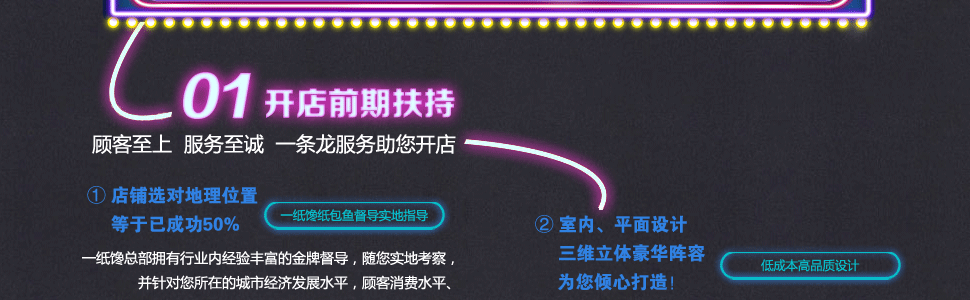 01 开店前期扶持
顾客至上 服务至诚 一条龙服务助您开店
① 店铺选对地理位置
等于已成功50%
一纸馋纸包鱼督导实地指导
一纸馋总部拥有行业内经验丰富的金牌督导，随您实地考察，
并针对您所在的城市经济发展水平，顾客消费水平、
② 室内、平面设计
三维立体豪华阵容
为您倾心打造！
低成本高品质设计